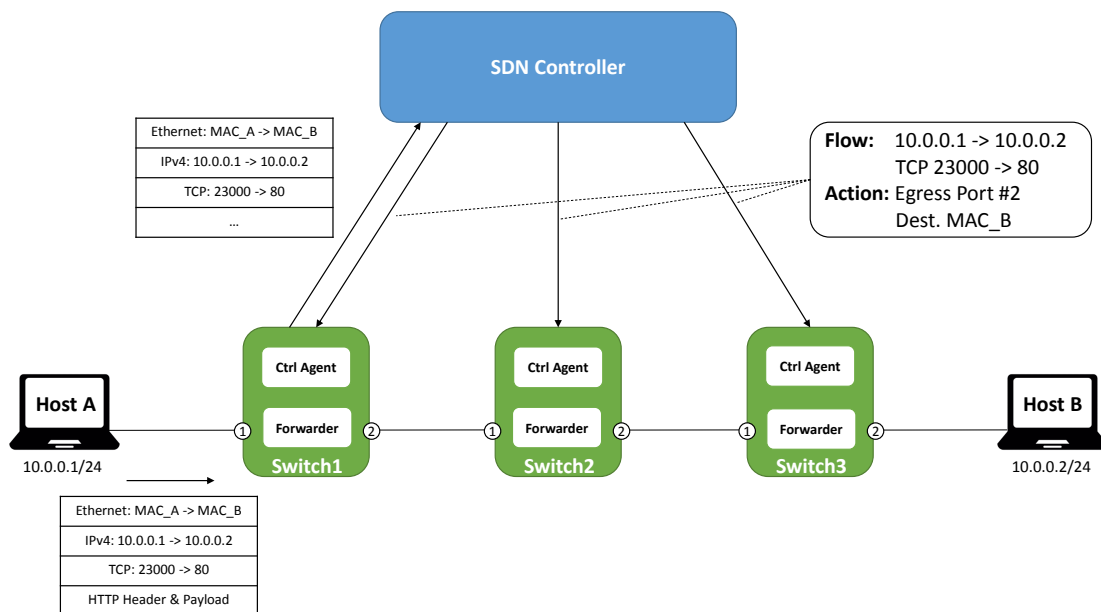 SDN Controller
Ethernet: MAC_A -> MAC_B
IPv4: 10.0.0.1 -> 10.0.0.2
TCP: 23000 -> 80
...
Flow: 10.0.0.1 -> 10.0.0.2
TCP 23000 -> 80
Action: Egress Port #2
Dest. MAC_B
Host A
10.0.0.1/24
1
Ctrl Agent
Forwarder
2
Switch1
1
Ctrl Agent
Forwarder
2
Switch2
1
Ctrl Agent
Forwarder
2
Switch3
Host B
10.0.0.2/24
Ethernet: MAC_A -> MAC_B
IPv4: 10.0.0.1 -> 10.0.0.2
TCP: 23000 -> 80
HTTP Header & Payload